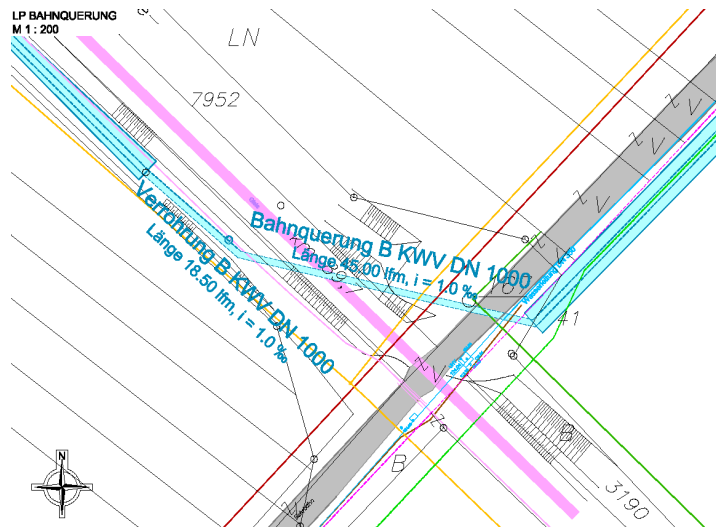 LP BAHNQUERUNG
M 1 : 200
LN
7952
Bahnquerung B KWV DN 1000
Länge 45.00 lfm, i = 1.0 ‰
Verrohrung B KWV DN 1000
Länge 18.50 lfm, i = 1.0 ‰
41
B
B
3190
N